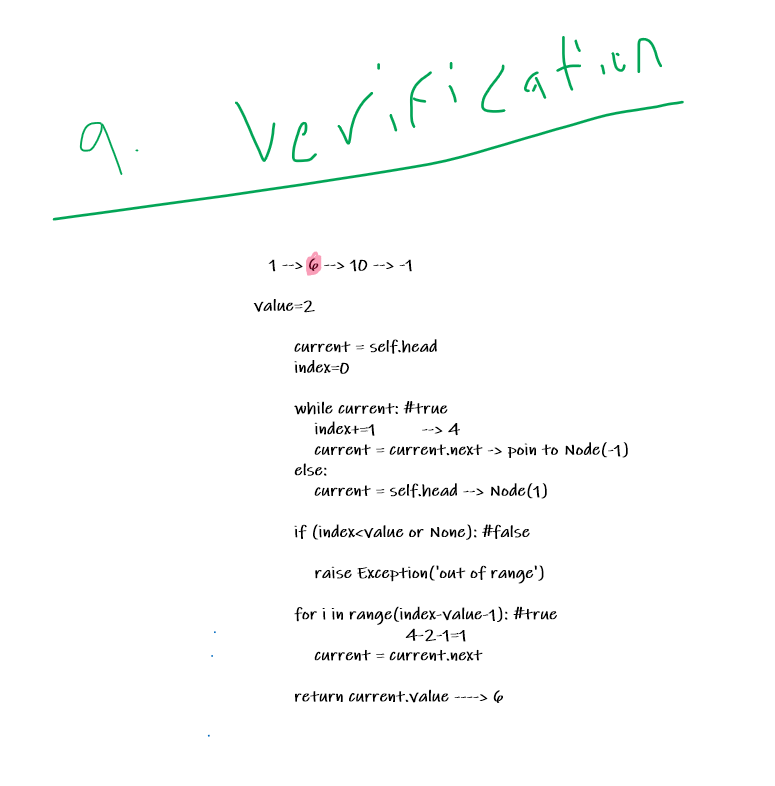 9. Verification
1 --> 6 --> 10 --> -1
value=2
current = self.head
index=0
while current: #true
index+=1 --> 4
current = current.next -> poin to Node(-1)
else:
current = self.head --> Node(1)
if (index<value or None): #false
raise Exception('out of range')
for i in range(index-value-1): #true
4-2-1=1
current = current.next
return current.value ----> 6